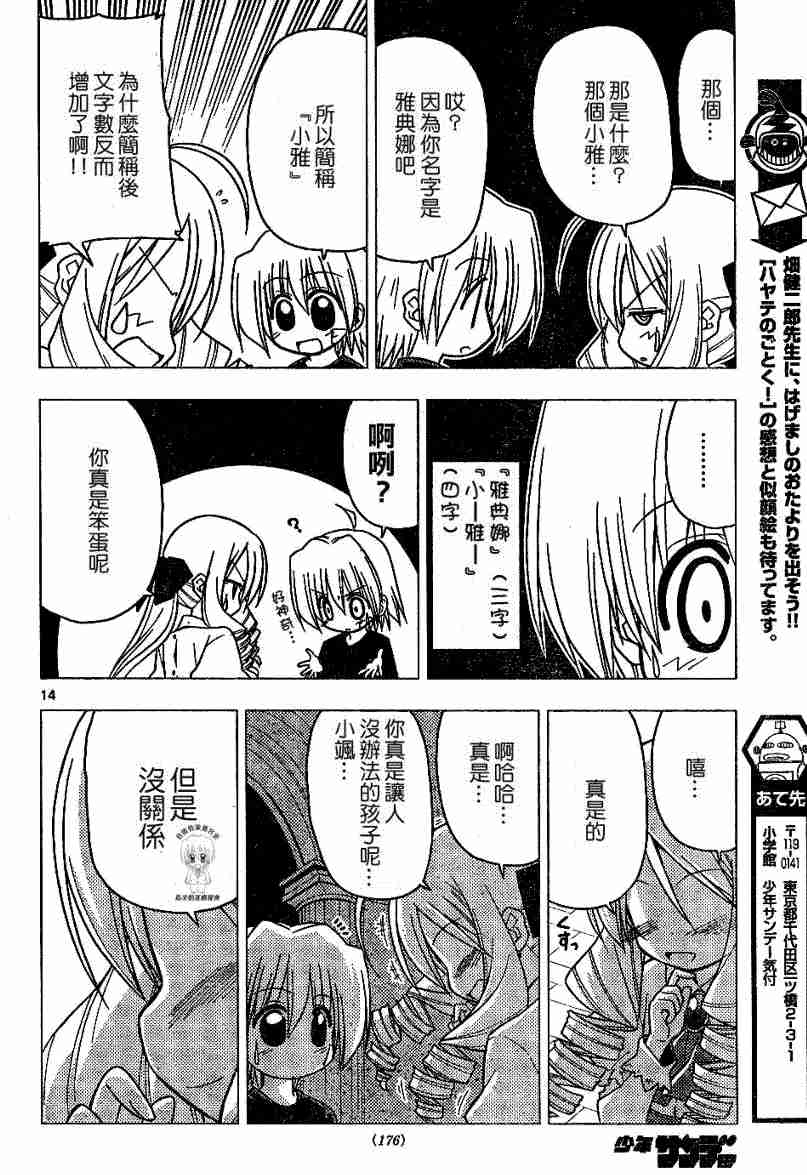 那個…
那是什麼？
那個小雅…
哎？
因為你名字是
雅典娜吧
所以簡稱
『小雅』
為什麼簡稱後
文字數反而
增加了啊!!
…
『雅典娜』（三字）
『小ー雅ー』
（四字）
啊咧？
？
好神奇…
你真是笨蛋呢
14
嘻…
真是的
くすっ
啊哈哈…
真是…
你真是讓人
沒辦法的孩子呢…
小颯…
但是
沒關係
畑健二郎先生に、はげましのおたよりを出そう!!
【ハヤテのごとく！】の感想と似顔絵も待ってます。
あて先
〒119-0141 東京都千代田区一ツ橋2-3-1
小学館 少年サンデー気付
(176)
少年サンデー